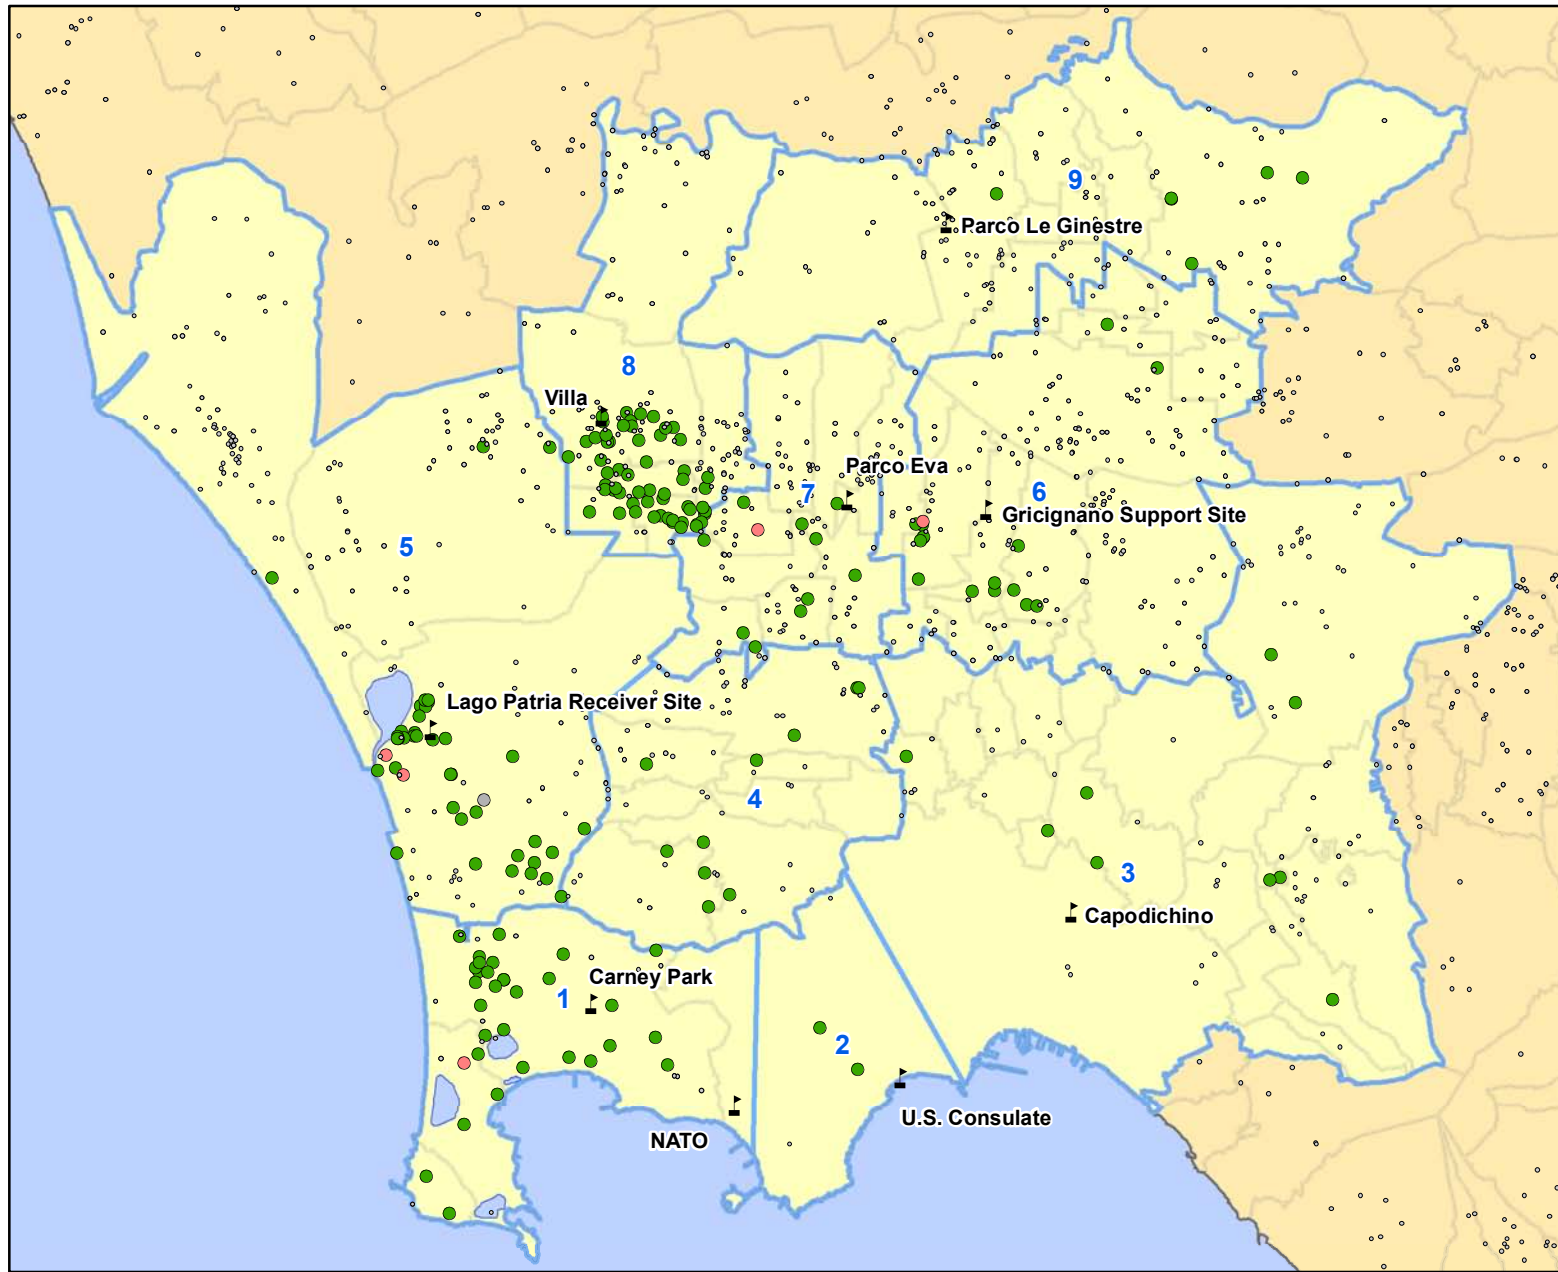 9
Parco Le Ginestre
8
Villa
Parco Eva
7
6
Gricignano Support Site
5
Lago Patria Receiver Site
4
3
Capodichino
Carney Park
1
2
U.S. Consulate
NATO